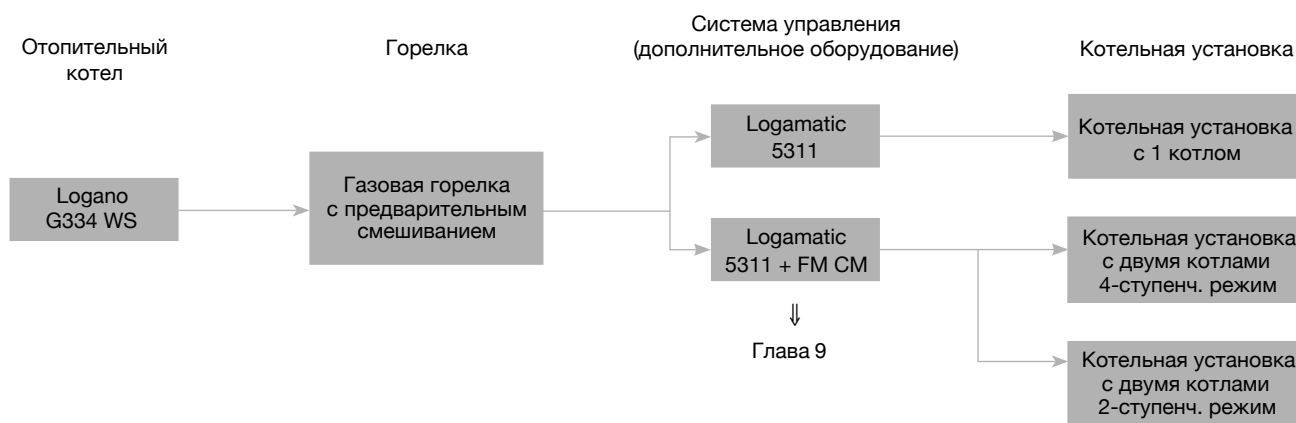 Отопительный
котел
Горелка
Система управления
(дополнительное оборудование)
Котельная установка
Logano
G334 WS
Газовая горелка
с предварительным
смешиванием
Logamatic
5311
Logamatic
5311 + FM CM
⇓
Глава 9
Котельная установка
с 1 котлом
Котельная установка
с двумя котлами
4-ступенч. режим
Котельная установка
с двумя котлами
2-ступенч. режим